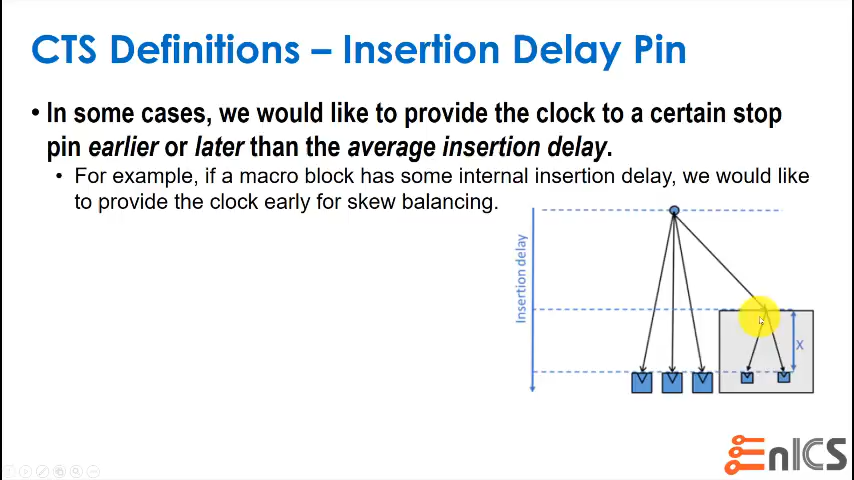 CTS Definitions – Insertion Delay Pin
• In some cases, we would like to provide the clock to a certain stop
pin earlier or later than the average insertion delay.
• For example, if a macro block has some internal insertion delay, we would like
to provide the clock early for skew balancing.
Insertion delay
X
EnICS